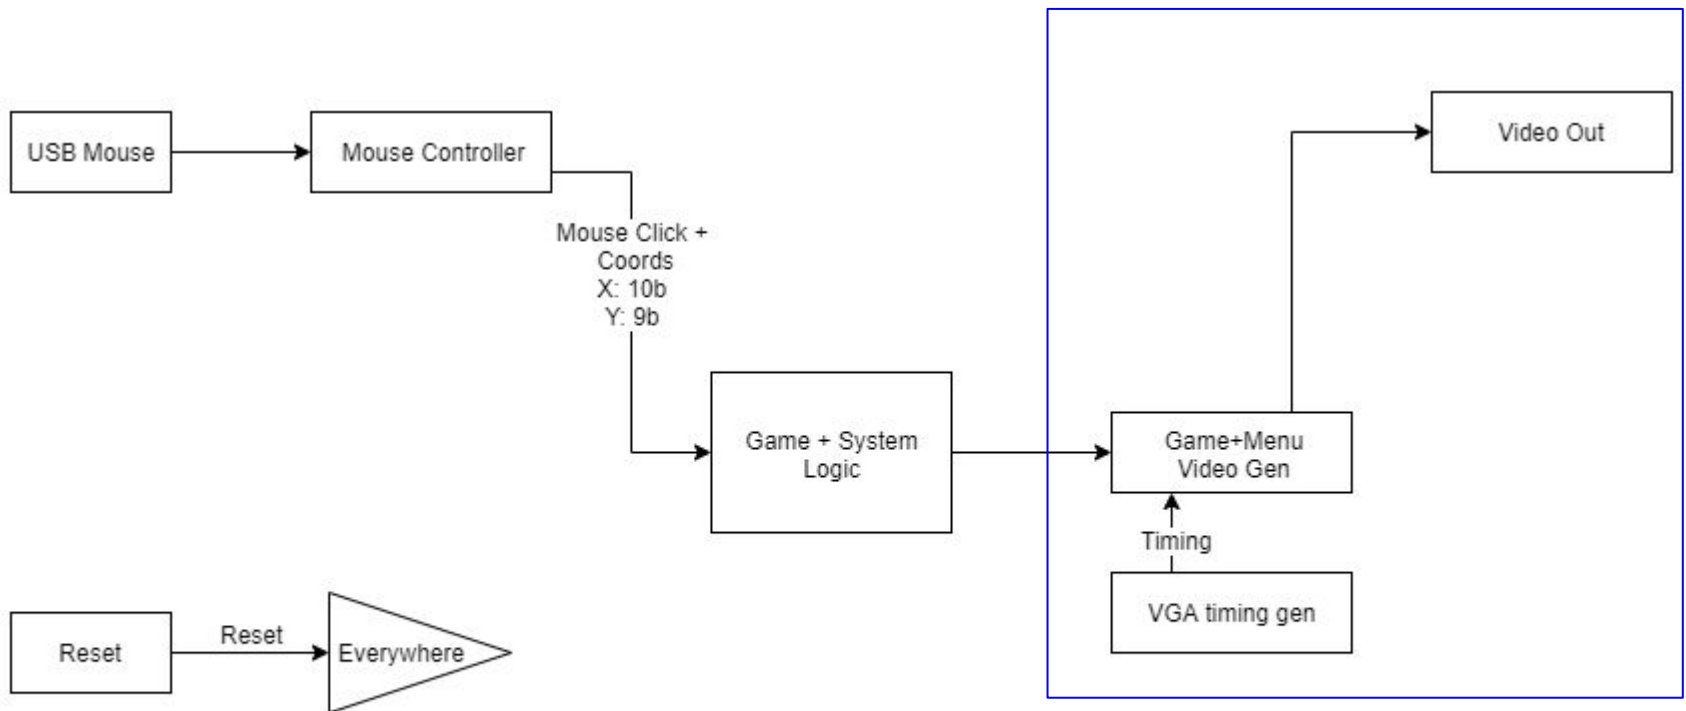 USB Mouse
Mouse Controller
Video Out
Mouse Click +
Coords
X: 10b
Y: 9b
Game + System
Logic
Game+Menu
Video Gen
Timing
VGA timing gen
Reset
Reset
Everywhere